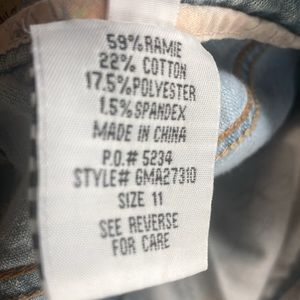 59% RAMIE
22% COTTON
17.5% POLYESTER
1.5% SPANDEX
MADE IN CHINA
P.O.# 5234
STYLE# GMA27310
SIZE 11
SEE REVERSE
FOR CARE